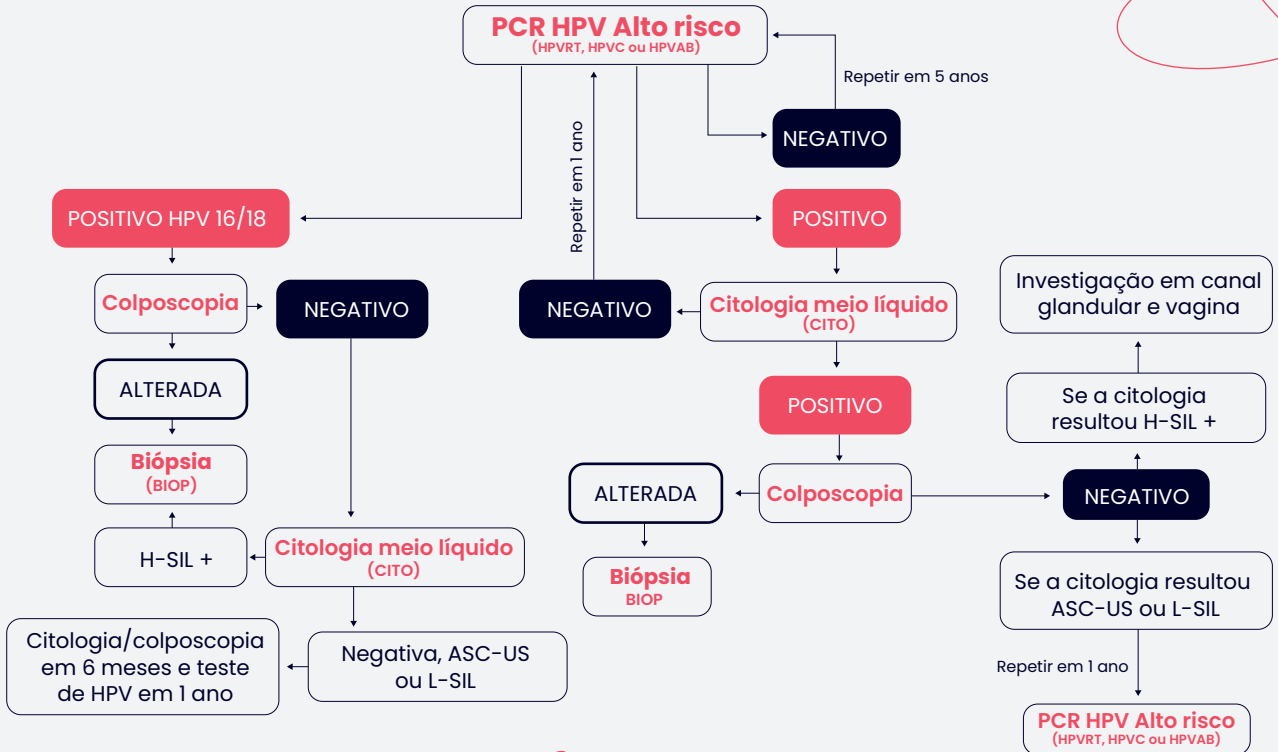 PCR HPV Alto risco
(HPVRT, HPVC ou HPVAB)
Repetir em 5 anos
NEGATIVO
Repetir em 1 ano
POSITIVO HPV 16/18
POSITIVO
Colposcopia
NEGATIVO
NEGATIVO
Citologia meio líquido
(CITO)
Investigação em canal
glandular e vagina
ALTERADA
POSITIVO
Se a citologia
resultou H-SIL +
Biópsia
(BIOP)
ALTERADA
Colposcopia
NEGATIVO
H-SIL +
Citologia meio líquido
(CITO)
Biópsia
BIOP
Se a citologia resultou
ASC-US ou L-SIL
Citologia/colposcopia
em 6 meses e teste
de HPV em 1 ano
Negativa, ASC-US
ou L-SIL
Repetir em 1 ano
PCR HPV Alto risco
(HPVRT, HPVC ou HPVAB)